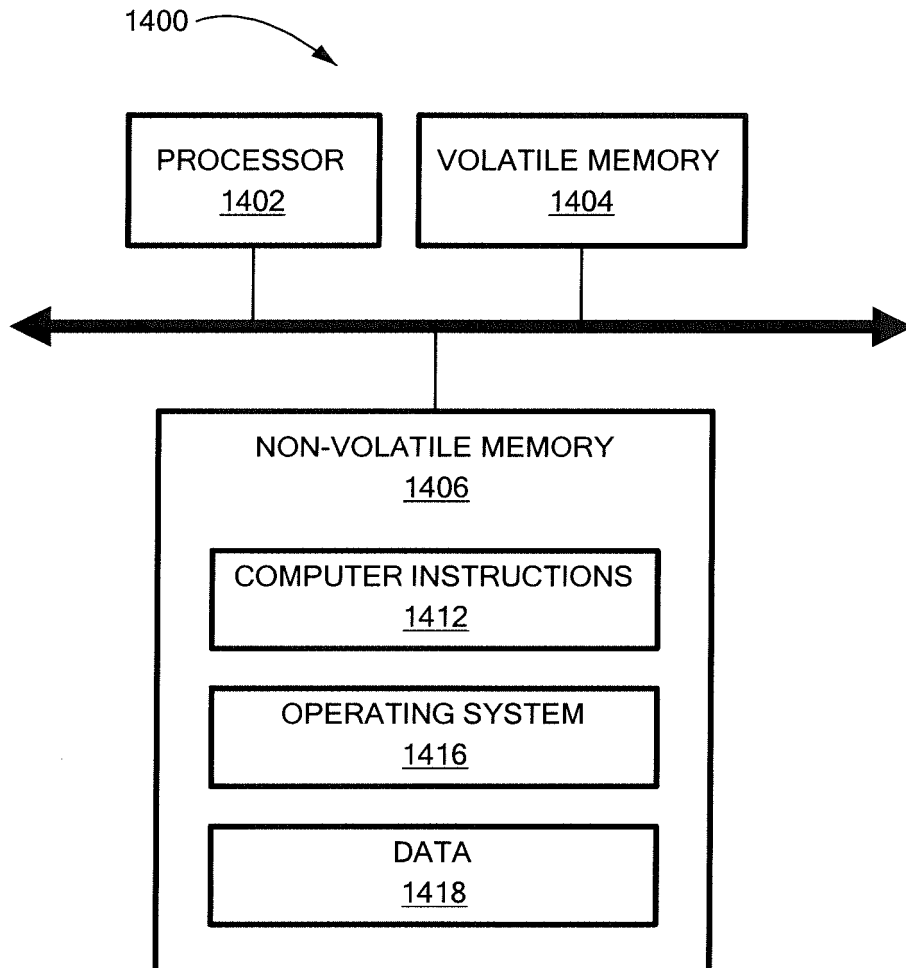 1400
PROCESSOR
1402
VOLATILE MEMORY
1404
NON-VOLATILE MEMORY
1406
COMPUTER INSTRUCTIONS
1412
OPERATING SYSTEM
1416
DATA
1418